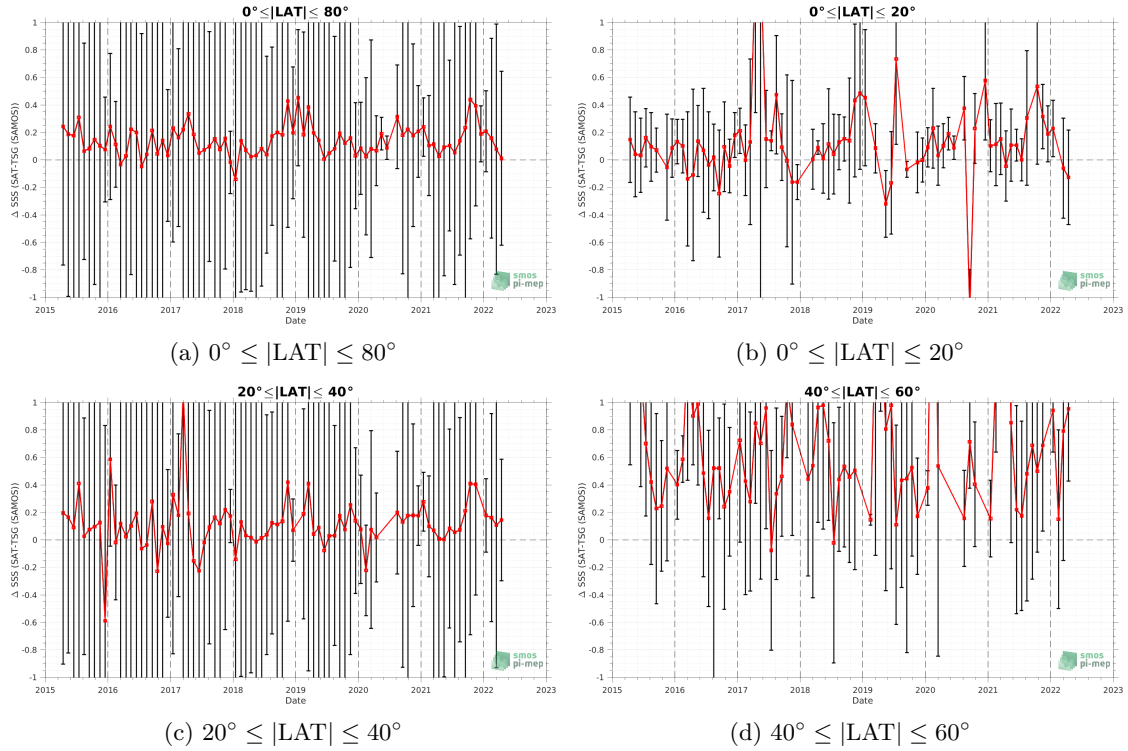 0°≤|LAT|≤ 80°
Δ SSS (SAT-TSG (SAMOS))
1
0.8
0.6
0.4
0.2
0
-0.2
-0.4
-0.6
-0.8
-1
smos
pi-mep
2015 2016 2017 2018 2019 2020 2021 2022 2023
Date
(a) 0° ≤ |LAT| ≤ 80°
0°≤|LAT|≤ 20°
Δ SSS (SAT-TSG (SAMOS))
1
0.8
0.6
0.4
0.2
0
-0.2
-0.4
-0.6
-0.8
-1
smos
pi-mep
2015 2016 2017 2018 2019 2020 2021 2022 2023
Date
(b) 0° ≤ |LAT| ≤ 20°
20°≤|LAT|≤ 40°
Δ SSS (SAT-TSG (SAMOS))
1
0.8
0.6
0.4
0.2
0
-0.2
-0.4
-0.6
-0.8
-1
smos
pi-mep
2015 2016 2017 2018 2019 2020 2021 2022 2023
Date
(c) 20° ≤ |LAT| ≤ 40°
40°≤|LAT|≤ 60°
Δ SSS (SAT-TSG (SAMOS))
1
0.8
0.6
0.4
0.2
0
-0.2
-0.4
-0.6
-0.8
-1
smos
pi-mep
2015 2016 2017 2018 2019 2020 2021 2022 2023
Date
(d) 40° ≤ |LAT| ≤ 60°